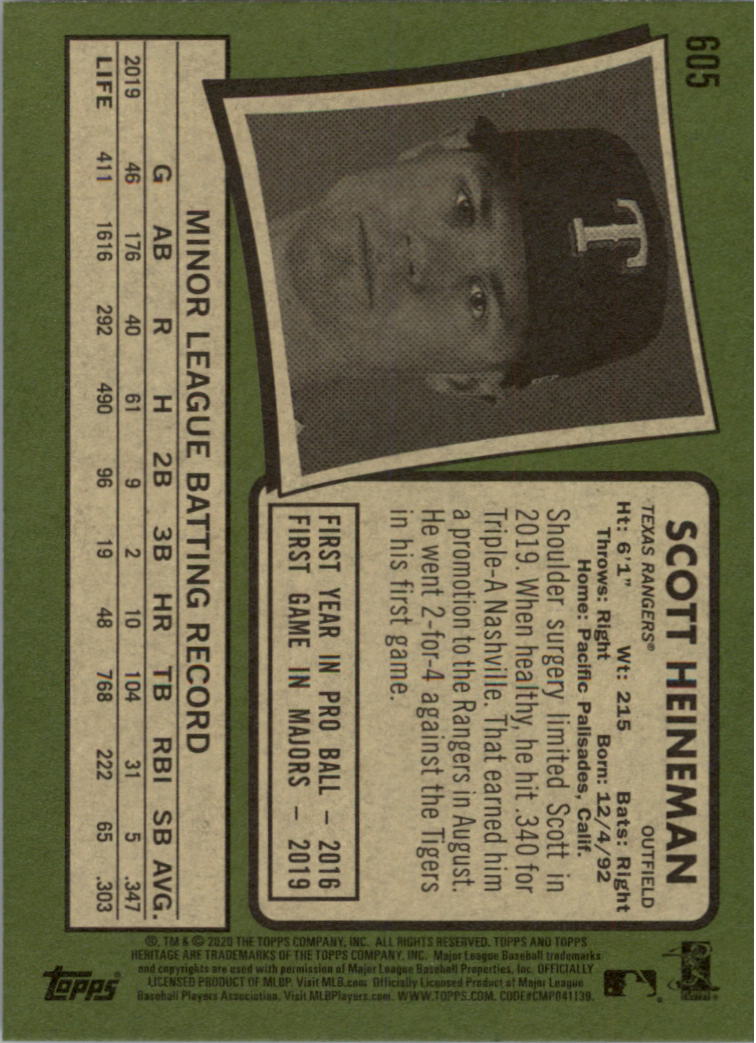 605
T
SCOTT HEINEMAN
TEXAS RANGERS® OUTFIELD
Ht: 6'1" Wt: 215 Bats: Right
Throws: Right Born: 12/4/92
Home: Pacific Palisades, Calif.
Shoulder surgery limited Scott in
2019. When healthy, he hit .340 for
Triple-A Nashville. That earned him
a promotion to the Rangers in August.
He went 2-for-4 against the Tigers
in his first game.
FIRST YEAR IN PRO BALL – 2016
FIRST GAME IN MAJORS – 2019
MINOR LEAGUE BATTING RECORD
G AB R H 2B 3B HR TB RBI SB AVG.
2019 46 176 40 61 9 2 10 104 31 5 .347
LIFE 411 1616 292 490 96 19 48 768 222 65 .303
®, TM & © 2020 THE TOPPS COMPANY, INC. ALL RIGHTS RESERVED. TOPPS AND TOPPS
HERITAGE ARE TRADEMARKS OF THE TOPPS COMPANY, INC. Major League Baseball trademarks
and copyrights are used with permission of Major League Baseball Properties, Inc. OFFICIALLY
LICENSED PRODUCT OF MLBP. Visit MLB.com Officially Licensed Product of Major League
Baseball Players Association. Visit MLBPlayers.com. WWW.TOPPS.COM. CODE#CMP041139.
topps®